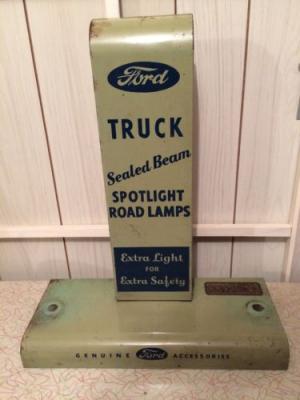 Ford
TRUCK
Sealed Beam
SPOTLIGHT
ROAD LAMPS
Extra Light
FOR
Extra Safety
GENUINE Ford ACCESSORIES